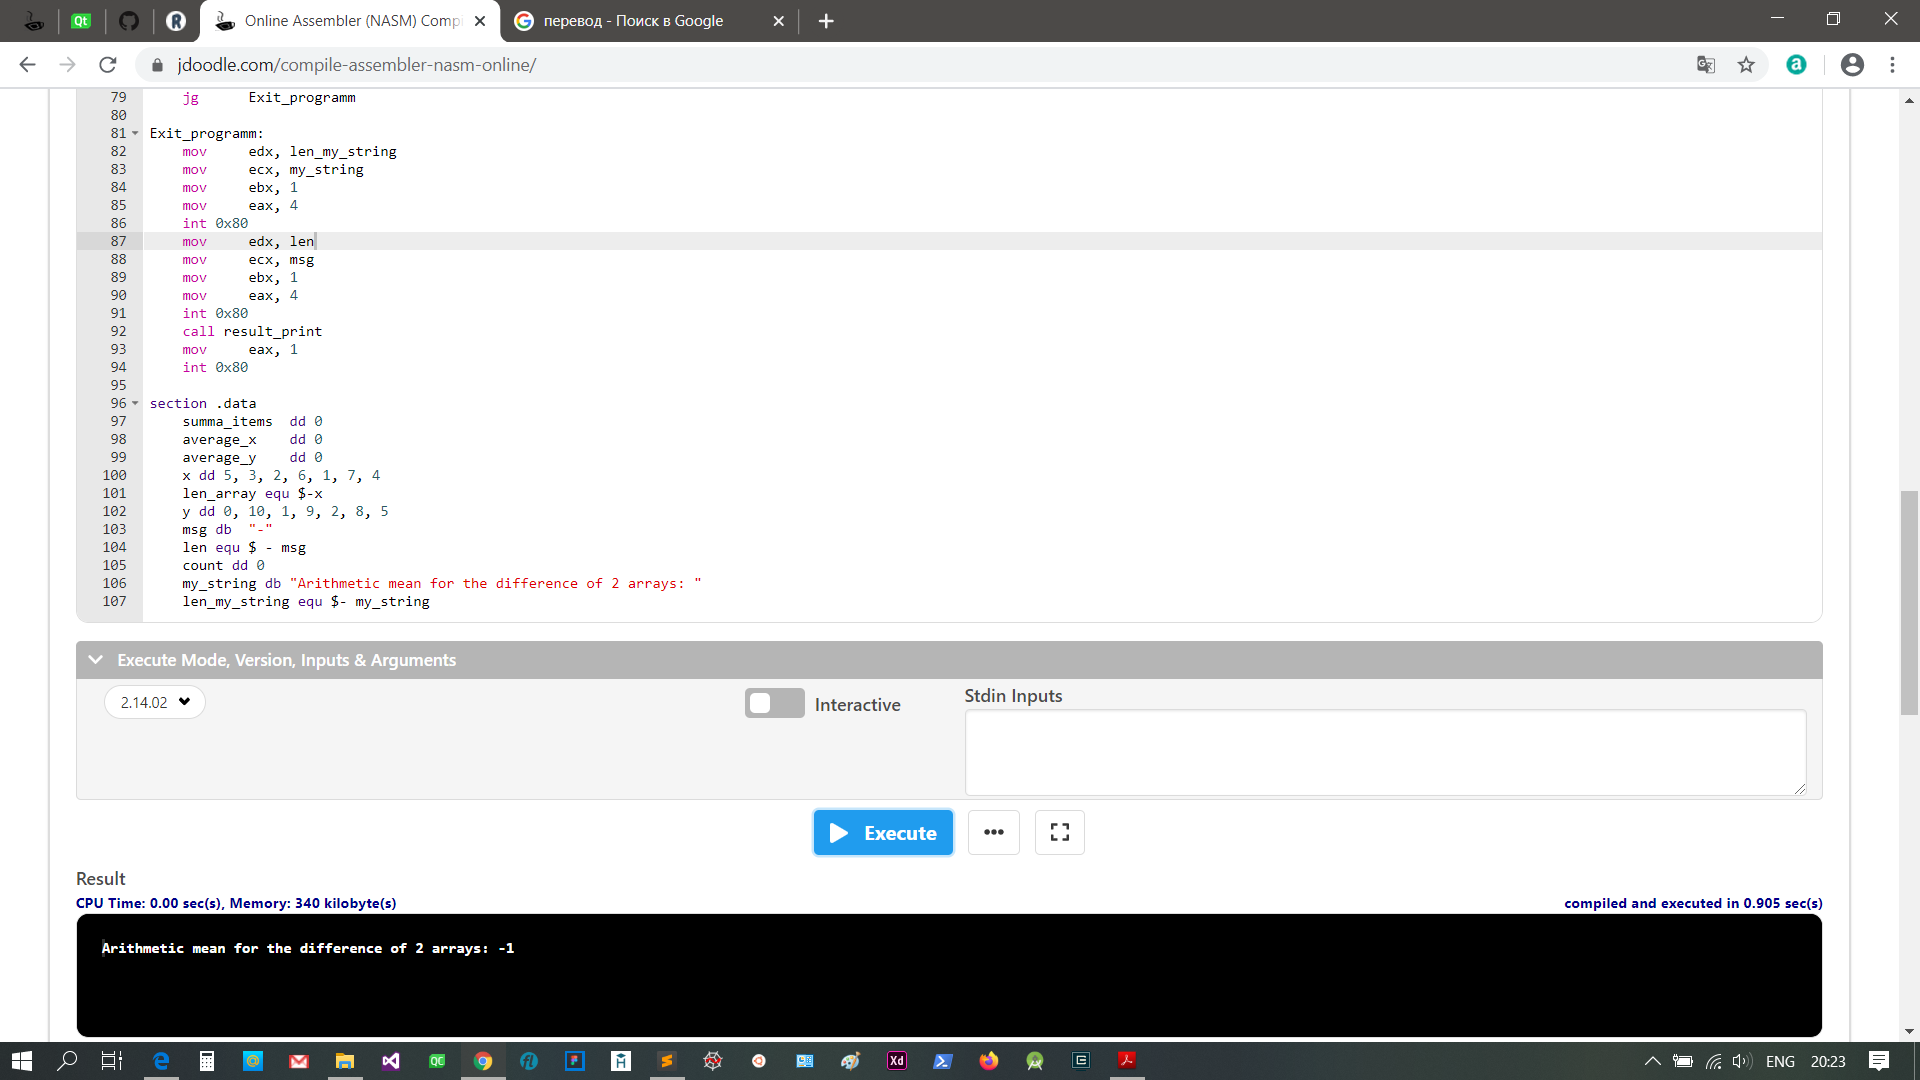 Online Assembler (NASM) Comp
перевод - Поиск в Google
jdoodle.com/compile-assembler-nasm-online/
79 jg Exit_programm
80
81 Exit_programm:
82 mov edx, len_my_string
83 mov ecx, my_string
84 mov ebx, 1
85 mov eax, 4
86 int 0x80
87 mov edx, len
88 mov ecx, msg
89 mov ebx, 1
90 mov eax, 4
91 int 0x80
92 call result_print
93 mov eax, 1
94 int 0x80
95
96 section .data
97 summa_items dd 0
98 average_x dd 0
99 average_y dd 0
100 x dd 5, 3, 2, 6, 1, 7, 4
101 len_array equ $-x
102 y dd 0, 10, 1, 9, 2, 8, 5
103 msg db "-"
104 len equ $ - msg
105 count dd 0
106 my_string db "Arithmetic mean for the difference of 2 arrays: "
107 len_my_string equ $- my_string
Execute Mode, Version, Inputs & Arguments
2.14.02
Interactive
Stdin Inputs
Execute
Result
CPU Time: 0.00 sec(s), Memory: 340 kilobyte(s)
compiled and executed in 0.905 sec(s)
Arithmetic mean for the difference of 2 arrays: -1
ENG 20:23